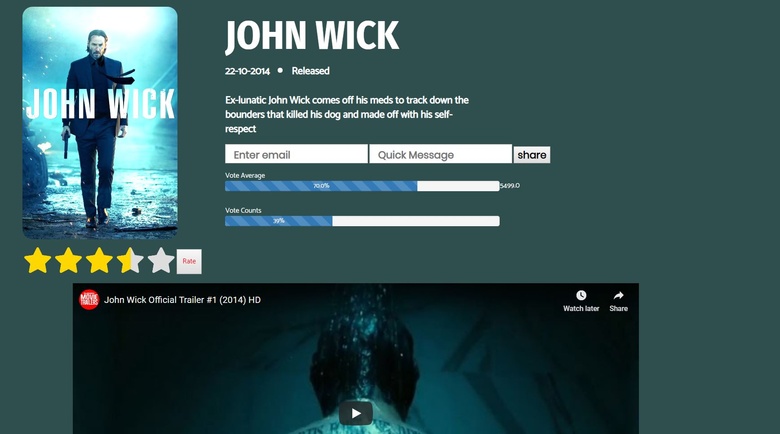 JOHN WICK
JOHN WICK
22-10-2014 Released
Ex-lunatic John Wick comes off his meds to track down the
bounders that killed his dog and made off with his self-
respect
Enter email Quick Message share
Vote Average
70.0% 5499.0
Vote Counts
39%
Rate
MOVIE
TRAILERS
John Wick Official Trailer #1 (2014) HD
Watch later Share